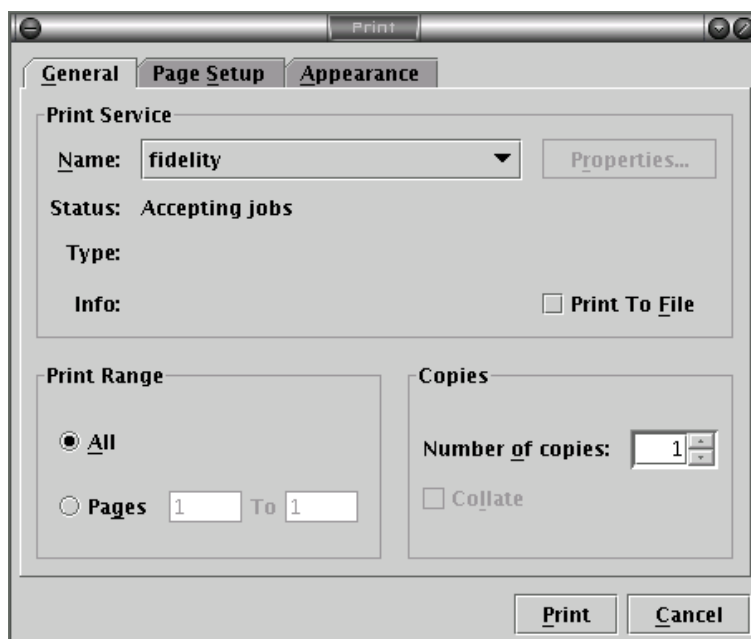 Print
General Page Setup Appearance
Print Service
Name: fidelity Properties...
Status: Accepting jobs
Type:
Info: Print To File
Print Range
All
Pages 1 To 1
Copies
Number of copies: 1
Collate
Print Cancel